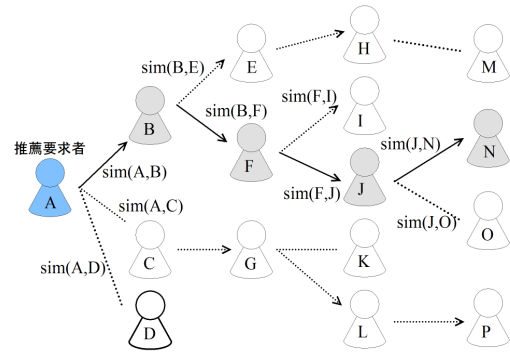 推薦要求者
A
sim(A,B)
sim(A,C)
sim(A,D)
B
C
D
sim(B,E)
sim(B,F)
E
F
G
sim(F,I)
sim(F,J)
H
I
J
K
L
sim(J,N)
sim(J,O)
M
N
O
P